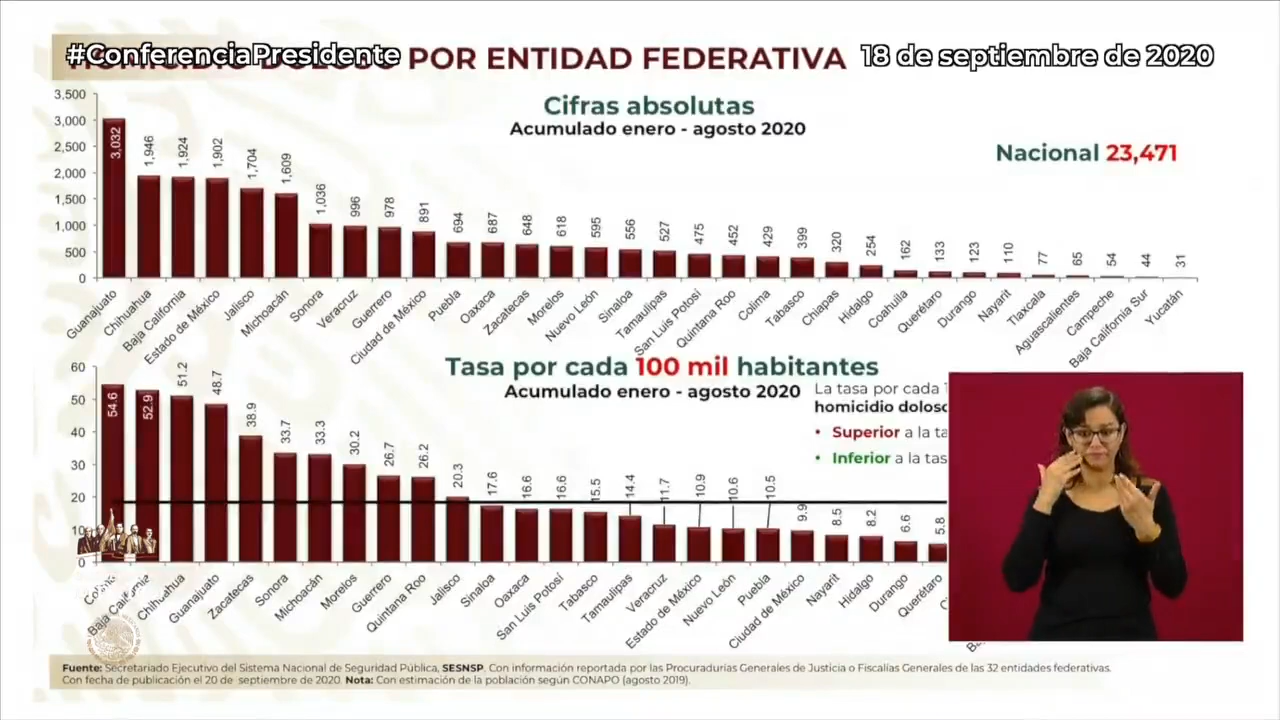 #ConferenciaPresidente POR ENTIDAD FEDERATIVA 18 de septiembre de 2020
Cifras absolutas
Acumulado enero - agosto 2020
Nacional 23,471
3,500
3,000
2,500
2,000
1,500
1,000
500
0
3,032 1,946 1,924 1,902 1,704 1,609 1,036 996 978 891 694 687 648 618 595 556 527 475 452 429 399 320 254 162 133 123 110 77 65 54 44 31
Guanajuato Chihuahua Baja California Estado de México Jalisco Michoacán Sonora Veracruz Guerrero Ciudad de México Puebla Oaxaca Zacatecas Morelos Nuevo León Sinaloa Tamaulipas San Luis Potosí Quintana Roo Colima Tabasco Chiapas Hidalgo Coahuila Querétaro Durango Nayarit Tlaxcala Aguascalientes Campeche Baja California Sur Yucatán
Tasa por cada 100 mil habitantes
Acumulado enero - agosto 2020
La tasa por cada
homicidio doloso
• Superior a la ta
• Inferior a la tas
60
50
40
30
20
10
0
54.6 52.9 51.2 48.7 38.9 33.7 33.3 30.2 26.7 26.2 20.3 17.6 16.6 16.6 15.5 14.4 11.7 10.9 10.6 10.5 9.9 8.5 8.2 6.6 5.8
Colima Baja California Chihuahua Guanajuato Zacatecas Sonora Michoacán Morelos Guerrero Quintana Roo Jalisco Sinaloa Oaxaca San Luis Potosí Tabasco Tamaulipas Veracruz Estado de México Nuevo León Puebla Ciudad de México Nayarit Hidalgo Durango Querétaro
Fuente: Secretariado Ejecutivo del Sistema Nacional de Seguridad Pública, SESNSP. Con información reportada por las Procuradurías Generales de Justicia o Fiscalías Generales de las 32 entidades federativas.
Con fecha de publicación el 20 de septiembre de 2020. Nota: Con estimación de la población según CONAPO (agosto 2019).